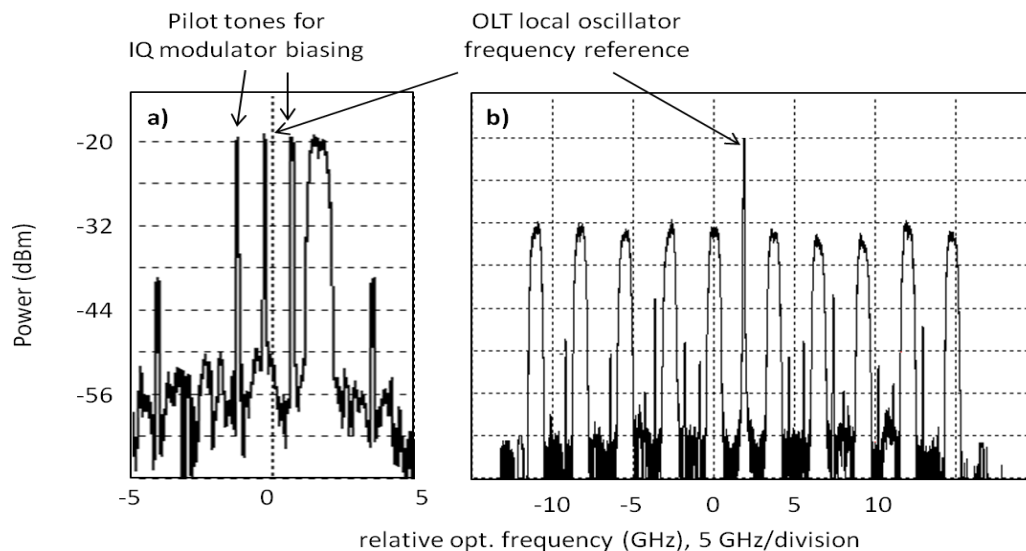 Pilot tones for
IQ modulator biasing
OLT local oscillator
frequency reference
a)
b)
Power (dBm)
-20
-32
-44
-56
-5
0
5
-10
-5
0
5
10
relative opt. frequency (GHz), 5 GHz/division